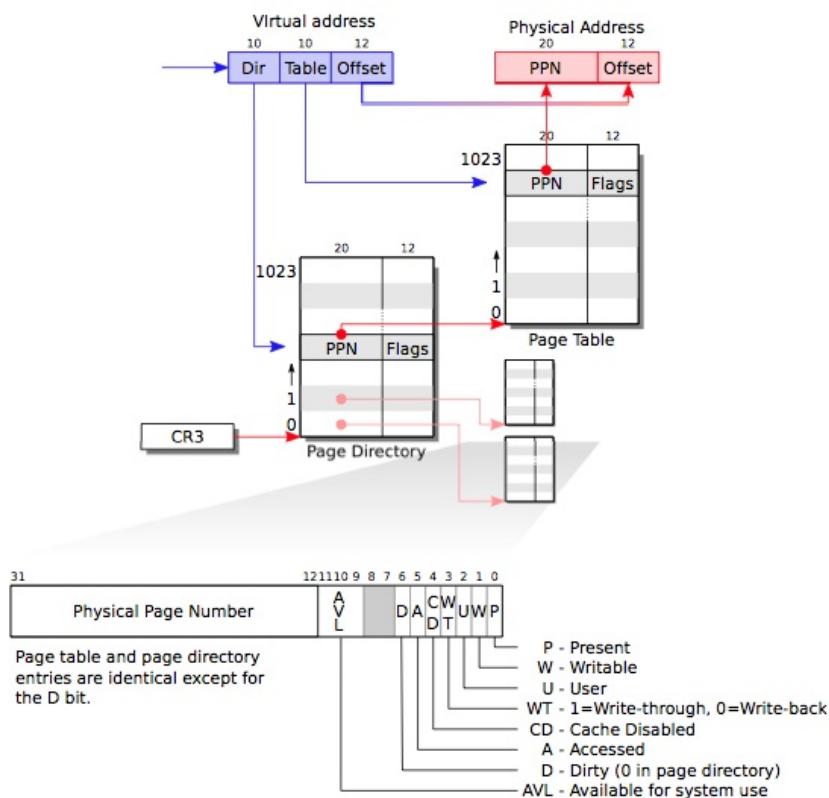 VIrtual address
10 10 12
Dir Table Offset
Physical Address
20 12
PPN Offset
20 12
1023
PPN Flags
1
0
Page Table
20 12
1023
PPN Flags
1
0
CR3
Page Directory
31 121110 9 8 7 6 5 4 3 2 1 0
Physical Page Number
AVL
D A CD WT U W P
Page table and page directory
entries are identical except for
the D bit.
P - Present
W - Writable
U - User
WT - 1=Write-through, 0=Write-back
CD - Cache Disabled
A - Accessed
D - Dirty (0 in page directory)
AVL - Available for system use